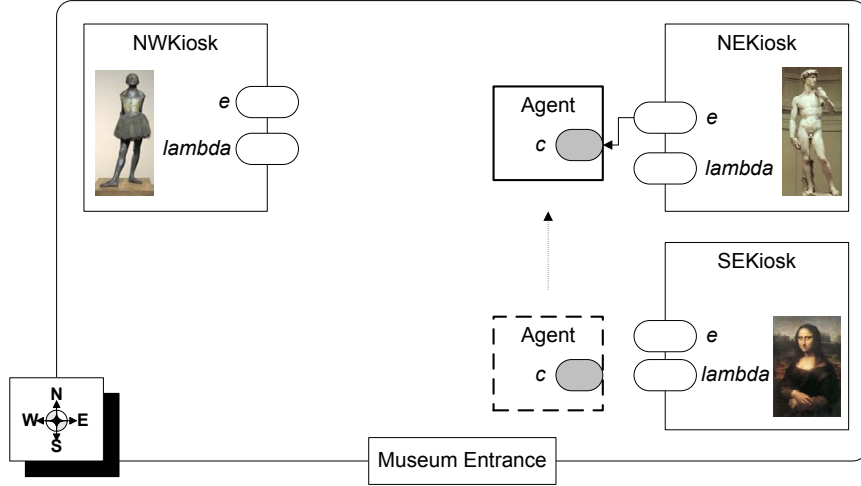 NWKiosk
e
lambda
Agent
c
NEKiosk
e
lambda
SEKiosk
Agent
c
e
lambda
N
W E
S
Museum Entrance